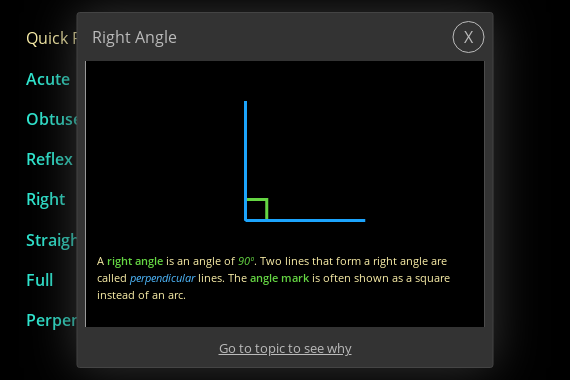 Quick
Right Angle
X
Acute
Obtuse
Reflex
Right
Full
A right angle is an angle of 90°. Two lines that form a right angle are
called perpendicular lines. The angle mark is often shown as a square
instead of an arc.
Go to topic to see why